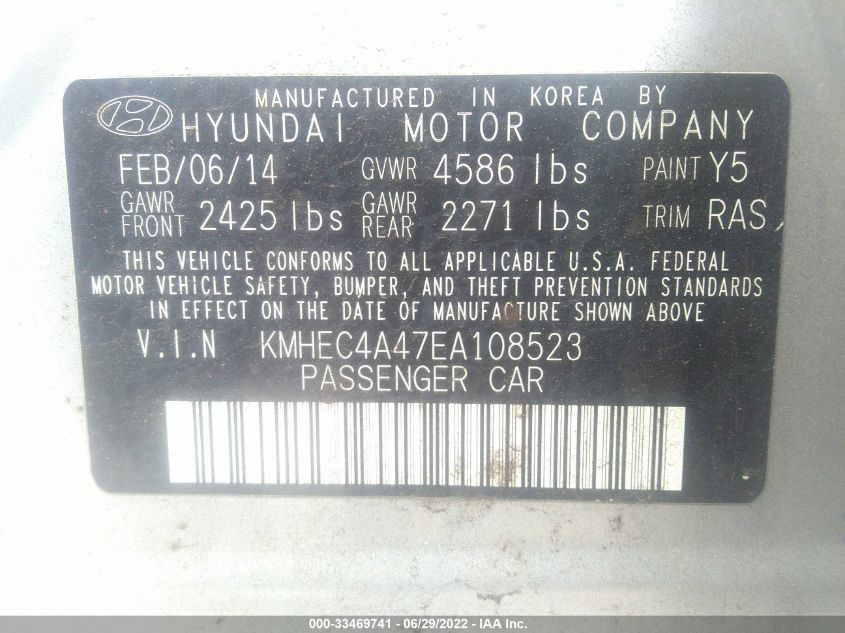 MANUFACTURED IN KOREA BY
HYUNDAI MOTOR COMPANY
FEB/06/14 GVWR 4586 lbs PAINT Y5
GAWR FRONT 2425 lbs GAWR REAR 2271 lbs TRIM RAS
THIS VEHICLE CONFORMS TO ALL APPLICABLE U.S.A. FEDERAL
MOTOR VEHICLE SAFETY, BUMPER, AND THEFT PREVENTION STANDARDS
IN EFFECT ON THE DATE OF MANUFACTURE SHOWN ABOVE
V.I.N KMHEC4A47EA108523
PASSENGER CAR
000-33469741 - 06/29/2022 - IAA Inc.